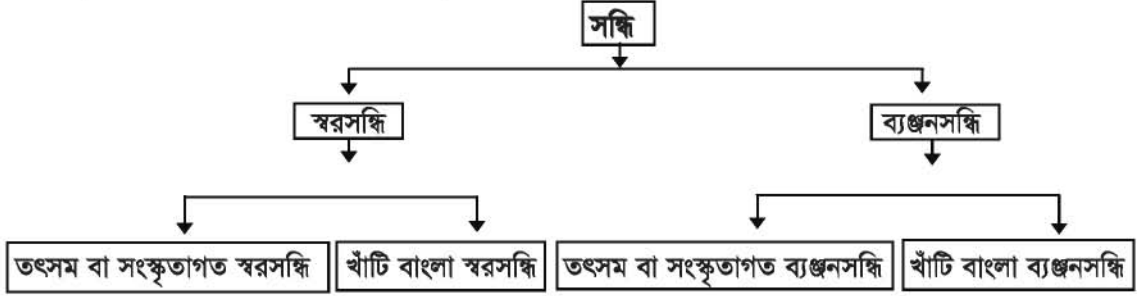 সন্ধি
স্বরসন্ধি ব্যঞ্জনসন্ধি
তৎসম বা সংস্কৃতাগত স্বরসন্ধি খাঁটি বাংলা স্বরসন্ধি তৎসম বা সংস্কৃতাগত ব্যঞ্জনসন্ধি খাঁটি বাংলা ব্যঞ্জনসন্ধি